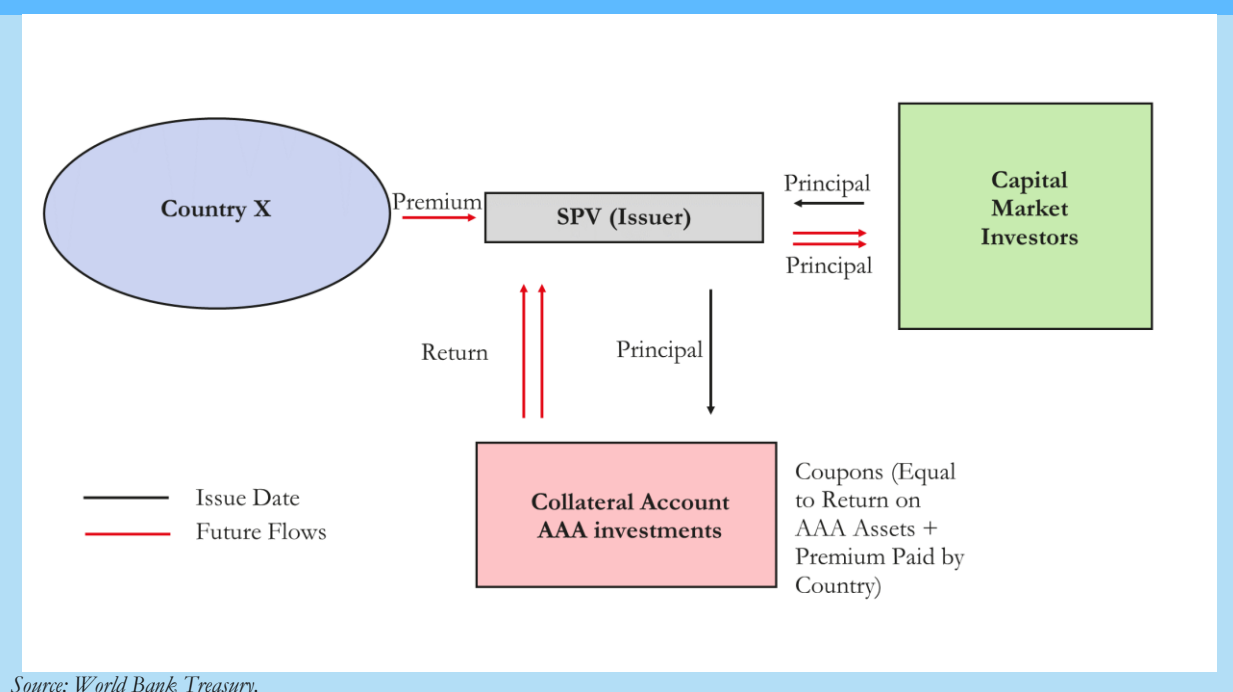 Country X
Premium
SPV (Issuer)
Principal
Principal
Capital
Market
Investors
Return
Principal
Issue Date
Future Flows
Collateral Account
AAA investments
Coupons (Equal
to Return on
AAA Assets +
Premium Paid by
Country)
Source: World Bank Treasury.